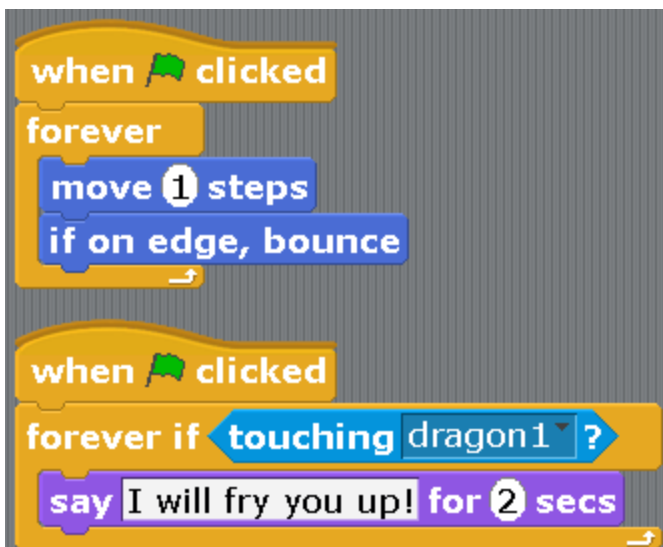 when clicked
forever
move 1 steps
if on edge, bounce
when clicked
forever if touching dragon1 ?
say I will fry you up! for 2 secs